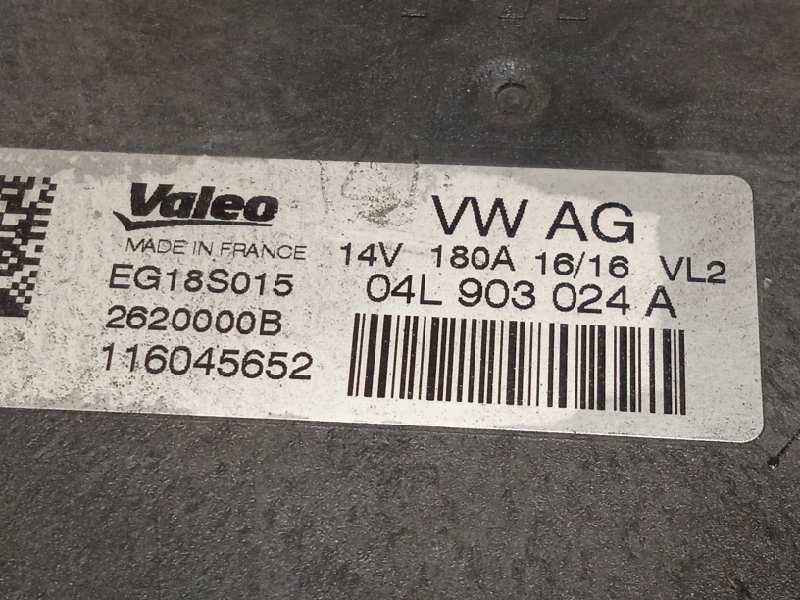 Valeo
MADE IN FRANCE
EG18S015
2620000B
116045652
VW AG
14V 180A 16/16 VL2
04L 903 024 A